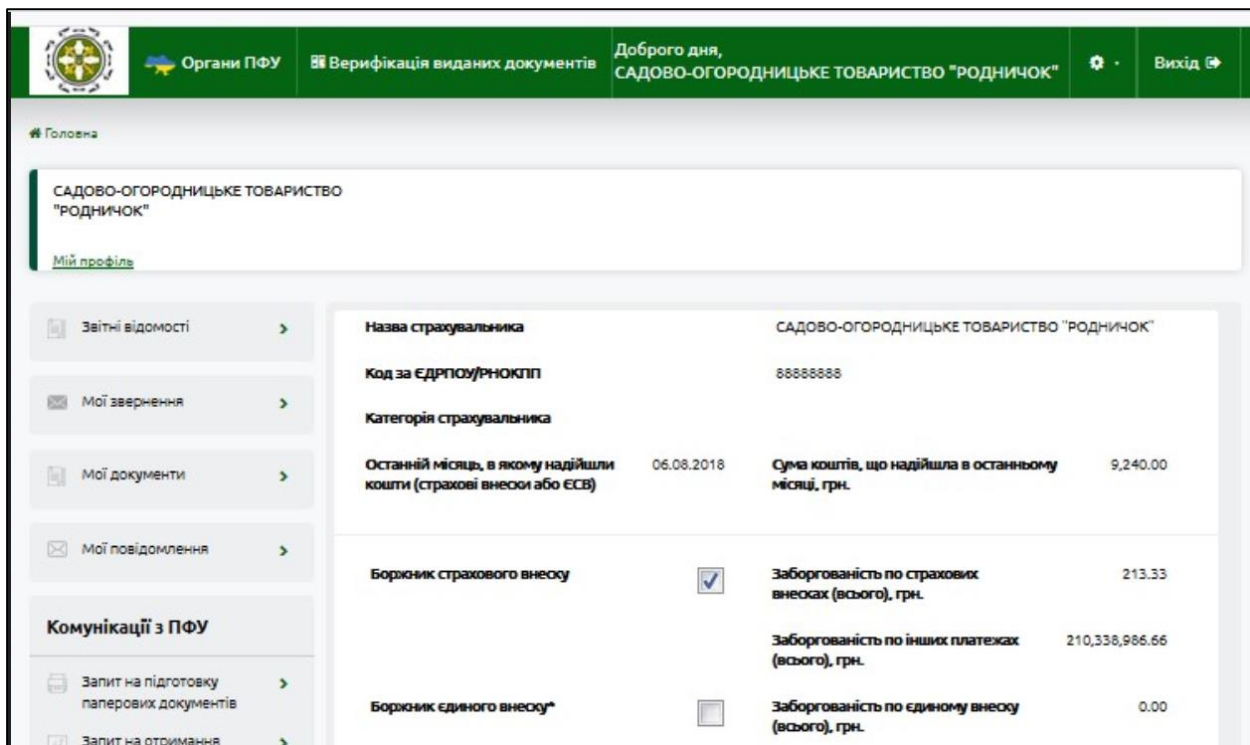 Органи ПФУ
Верифікація виданих документів
Доброго дня,
САДОВО-ОГОРОДНИЦЬКЕ ТОВАРИСТВО "РОДНИЧОК"
Вихід
Головна
САДОВО-ОГОРОДНИЦЬКЕ ТОВАРИСТВО
"РОДНИЧОК"
Мій профіль
Звітні відомості
Мої звернення
Мої документи
Мої повідомлення
Комунікації з ПФУ
Запит на підготовку
паперових документів
Запит на отримання
Назва страхувальника
САДОВО-ОГОРОДНИЦЬКЕ ТОВАРИСТВО "РОДНИЧОК"
Код за ЄДРПОУ/РНОКПП
88888888
Категорія страхувальника
Останній місяць, в якому надійшли
кошти (страхові внески або ЄСВ)
06.08.2018
Сума коштів, що надійшла в останньому
місяці, грн.
9,240.00
Боржник страхового внеску
Заборгованість по страхових
внесках (всього), грн.
213.33
Заборгованість по інших платежах
(всього), грн.
210,338,986.66
Боржник єдиного внеску*
Заборгованість по єдиному внеску
(всього), грн.
0.00